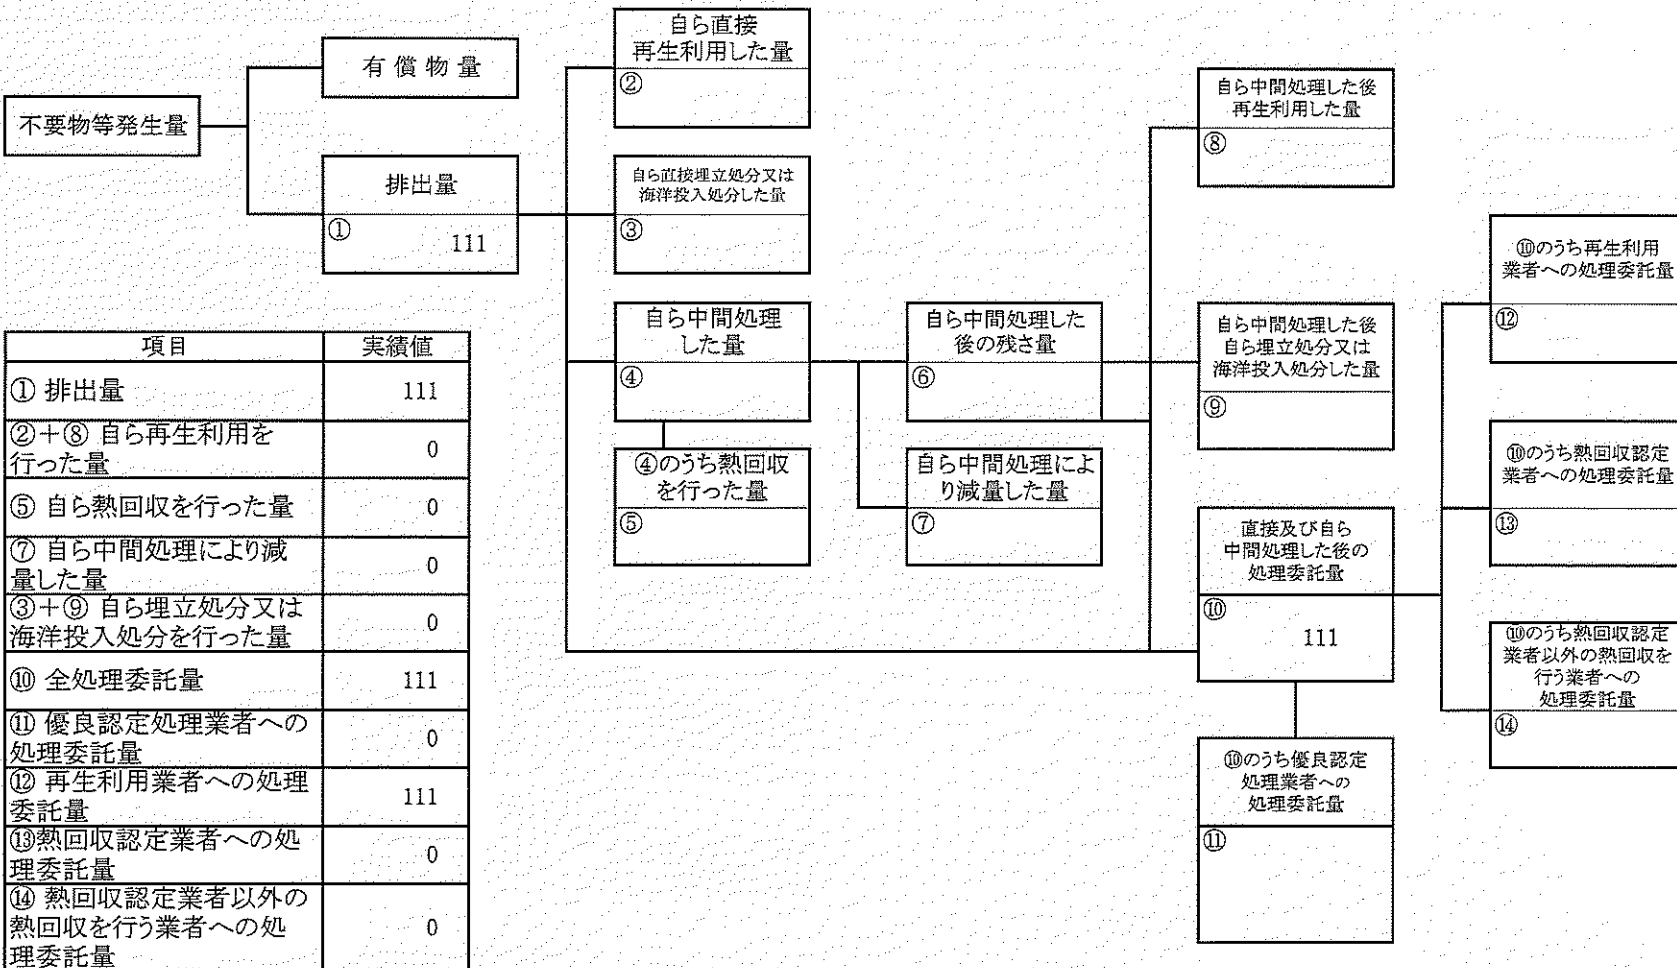 不要物等発生量
有償物量
排出量
①
111
自ら直接
再生利用した量
②
自ら直接埋立処分又は
海洋投入処分した量
③
自ら中間処理
した量
④
④のうち熱回収
を行った量
⑤
自ら中間処理した
後の残さ量
⑥
自ら中間処理によ
り減量した量
⑦
自ら中間処理した後
再生利用した量
⑧
自ら中間処理した後
自ら埋立処分又は
海洋投入処分した量
⑨
直接及び自ら
中間処理した後の
処理委託量
⑩
111
⑩のうち優良認定
処理業者への
処理委託量
⑪
⑩のうち再生利用
業者への処理委託量
⑫
⑩のうち熱回収認定
業者への処理委託量
⑬
⑩のうち熱回収認定
業者以外の熱回収を
行う業者への
処理委託量
⑭
項目 実績値
① 排出量 111
②+⑧ 自ら再生利用を
行った量 0
⑤ 自ら熱回収を行った量 0
⑦ 自ら中間処理により減
量した量 0
③+⑨ 自ら埋立処分又は
海洋投入処分を行った量 0
⑩ 全処理委託量 111
⑪ 優良認定処理業者への
処理委託量 0
⑫ 再生利用業者への処理
委託量 111
⑬熱回収認定業者への処
理委託量 0
⑭ 熱回収認定業者以外の
熱回収を行う業者への処
理委託量 0